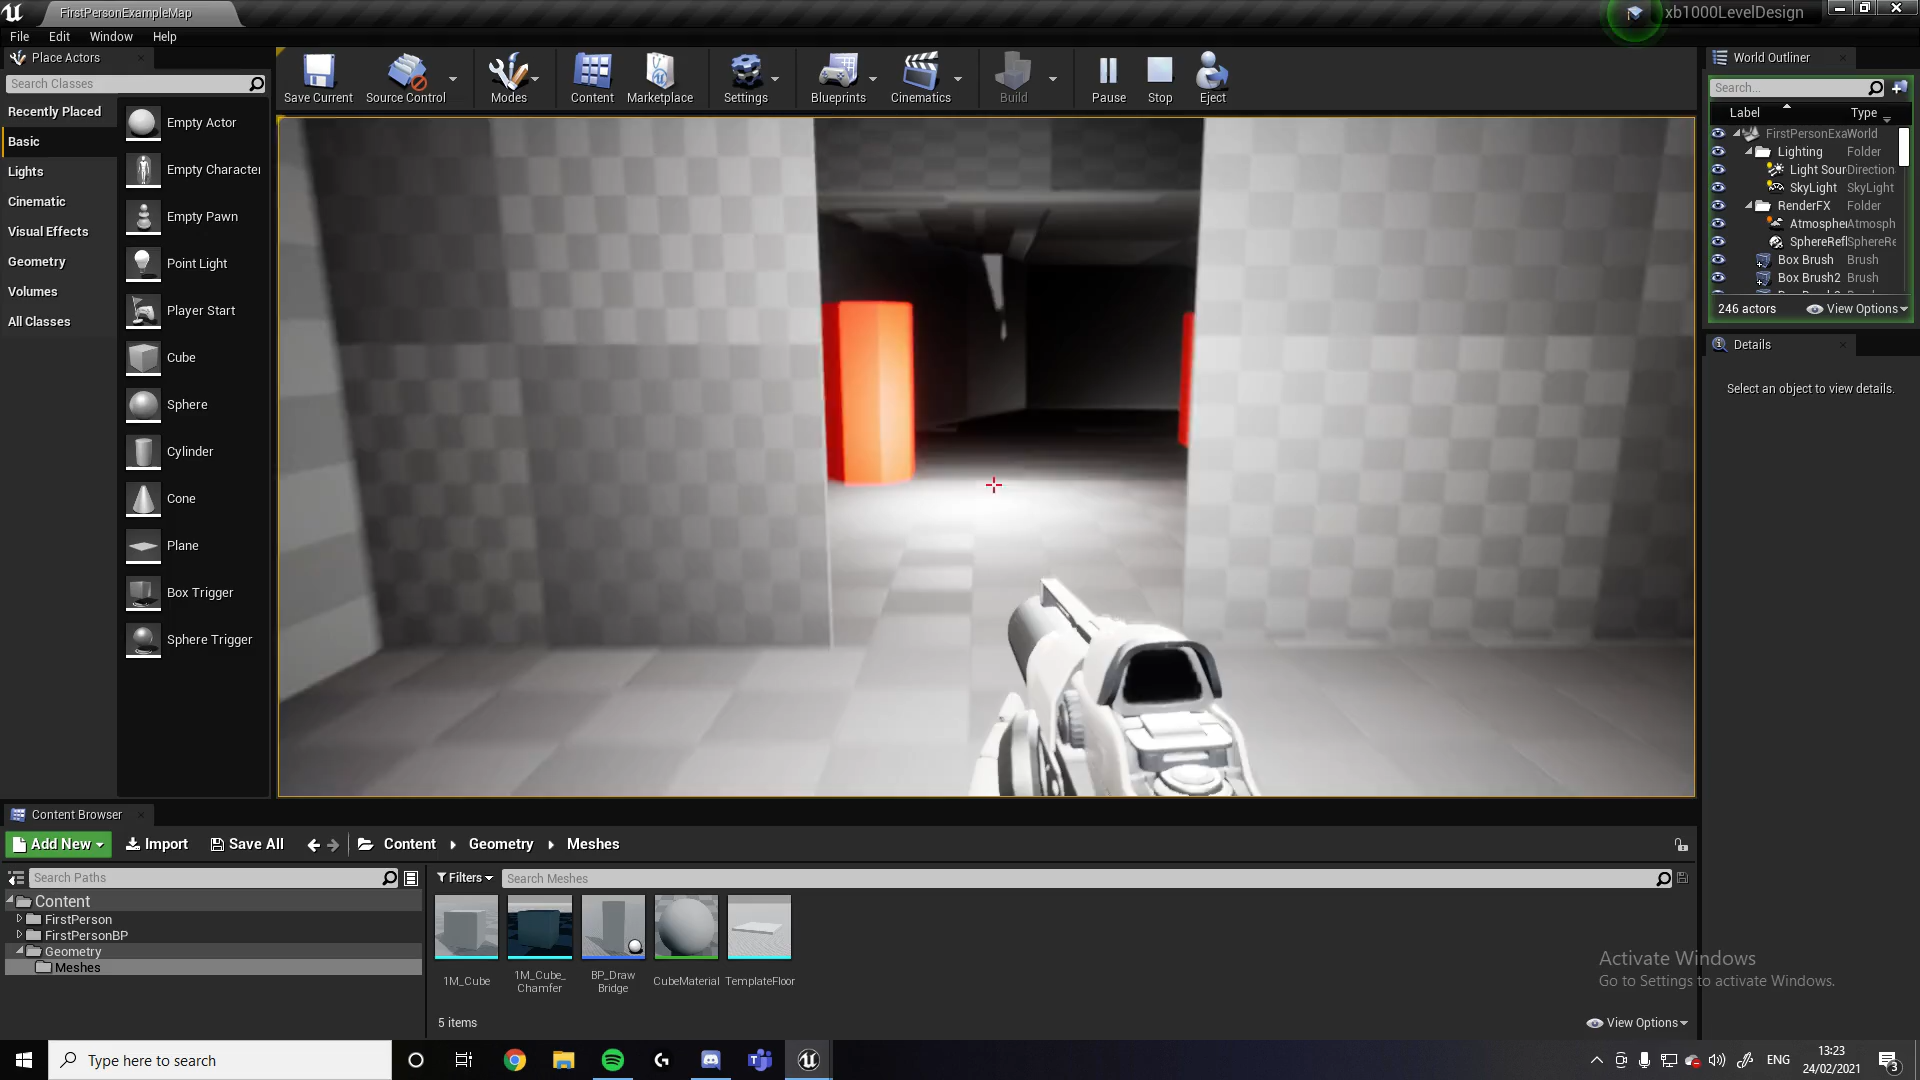 FirstPersonExampleMap
xb1000LevelDesign
File Edit Window Help
Place Actors
World Outliner
Search Classes
Save Current
Source Control
Modes
Content
Marketplace
Settings
Blueprints
Cinematics
Build
Pause
Stop
Eject
Search...
Label Type
Recently Placed
Basic
Lights
Cinematic
Visual Effects
Geometry
Volumes
All Classes
Empty Actor
Empty Character
Empty Pawn
Point Light
Player Start
Cube
Sphere
Cylinder
Cone
Plane
Box Trigger
Sphere Trigger
FirstPersonExaWorld
Lighting Folder
Light SourDirection
SkyLight SkyLight
RenderFX Folder
AtmospheAtmosph
SphereReflSphereRe
Box Brush Brush
Box Brush2 Brush
246 actors View Options
Details
Select an object to view details.
Content Browser
Add New Import Save All Content Geometry Meshes
Search Paths
Filters Search Meshes
Content
FirstPerson
FirstPersonBP
Geometry
Meshes
1M_Cube
1M_Cube_
Chamfer
BP_Draw
Bridge
CubeMaterial
TemplateFloor
5 items
View Options
Activate Windows
Go to Settings to activate Windows.
Type here to search
ENG
13:23
24/02/2021
3